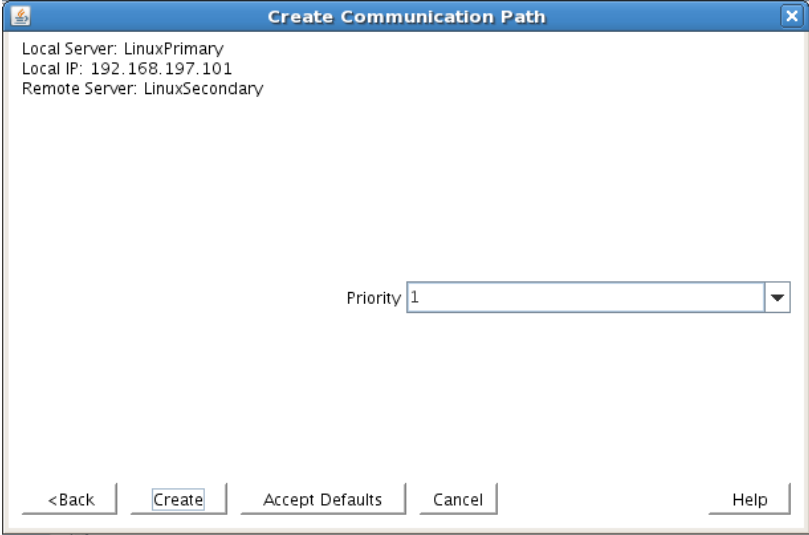 Create Communication Path
Local Server: LinuxPrimary
Local IP: 192.168.197.101
Remote Server: LinuxSecondary
Priority 1
<Back Create Accept Defaults Cancel Help